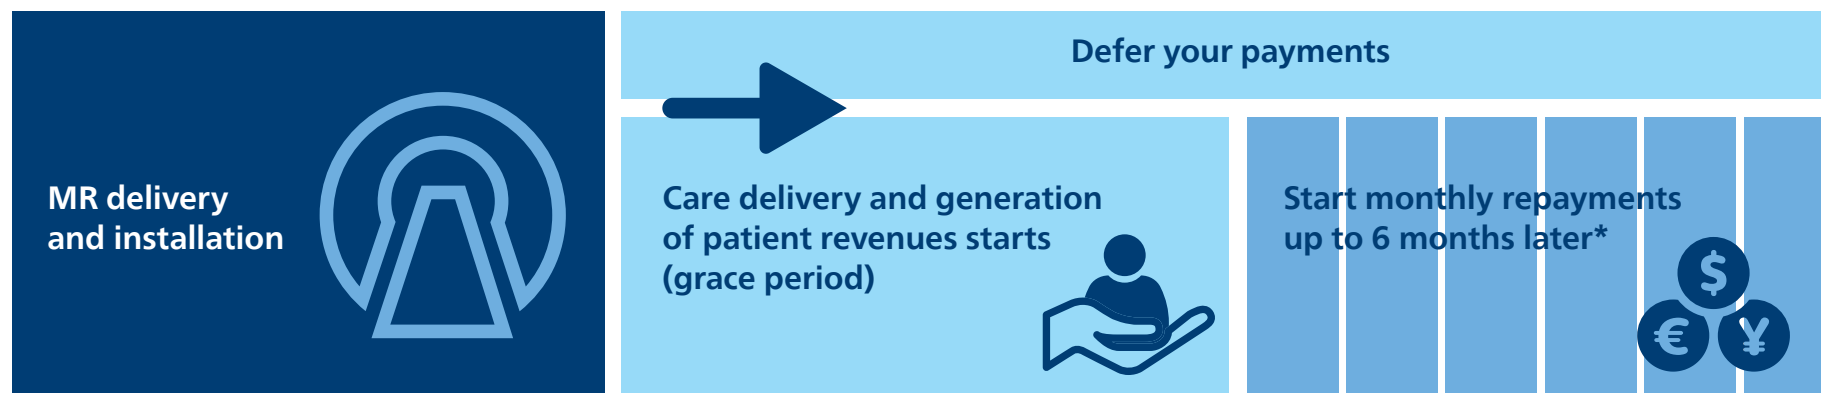 MR delivery
and installation
Defer your payments
Care delivery and generation
of patient revenues starts
(grace period)
Start monthly repayments
up to 6 months later*
$
€
¥